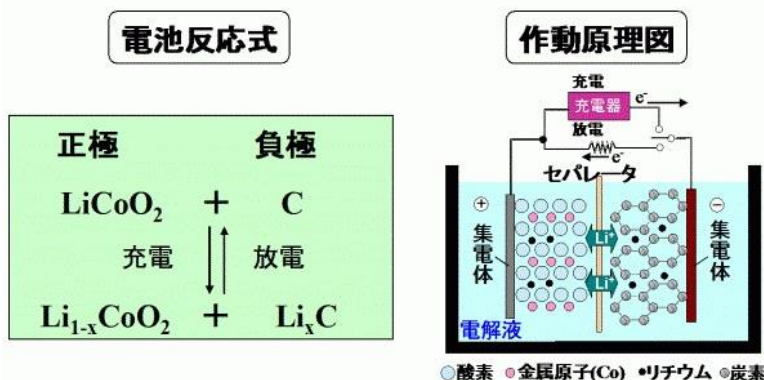 電池反応式
正極 負極
LiCoO₂ + C
充電 放電
Li₁₋ₓCoO₂ + LiₓC
作動原理図
充電
充電器
e⁻
放電
e⁻
セパレータ
+
−
集電体
集電体
Li⁺
Li⁺
電解液
酸素 金属原子(Co) リチウム 炭素